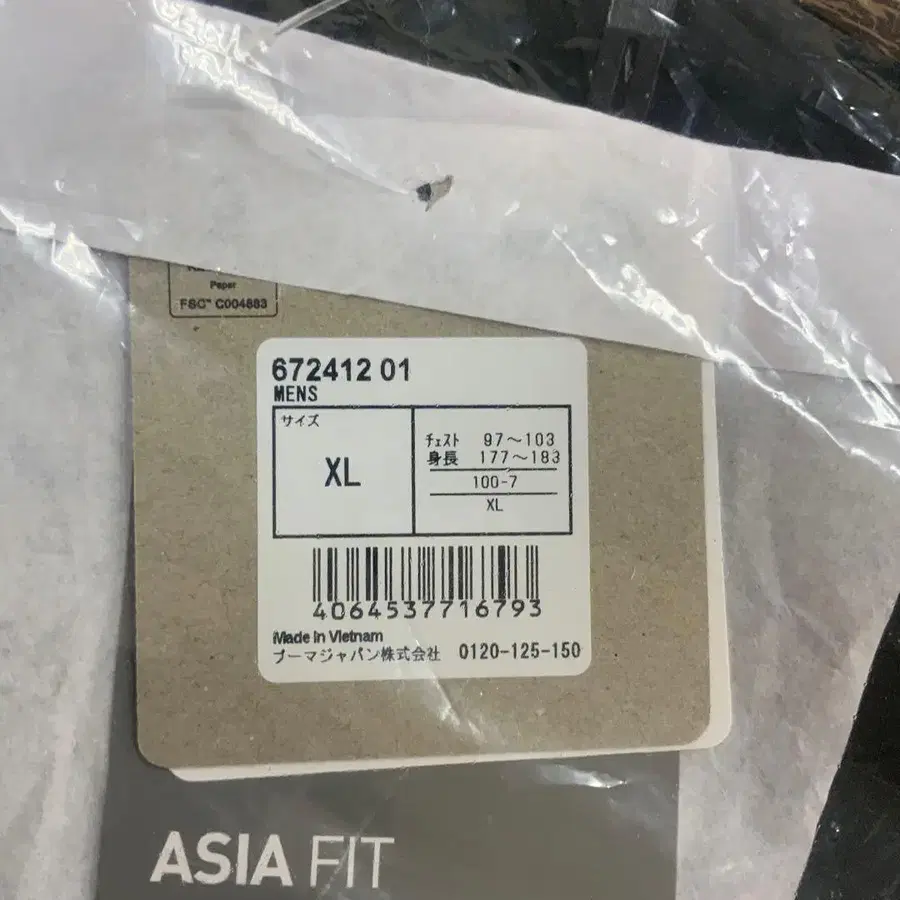 Paper
FSC™ C004883
672412 01
MENS
サイズ
XL
チェスト 97～103
身長 177～183
100-7
XL
4064537716793
Made in Vietnam
プーマジャパン株式会社 0120-125-150
ASIA FIT